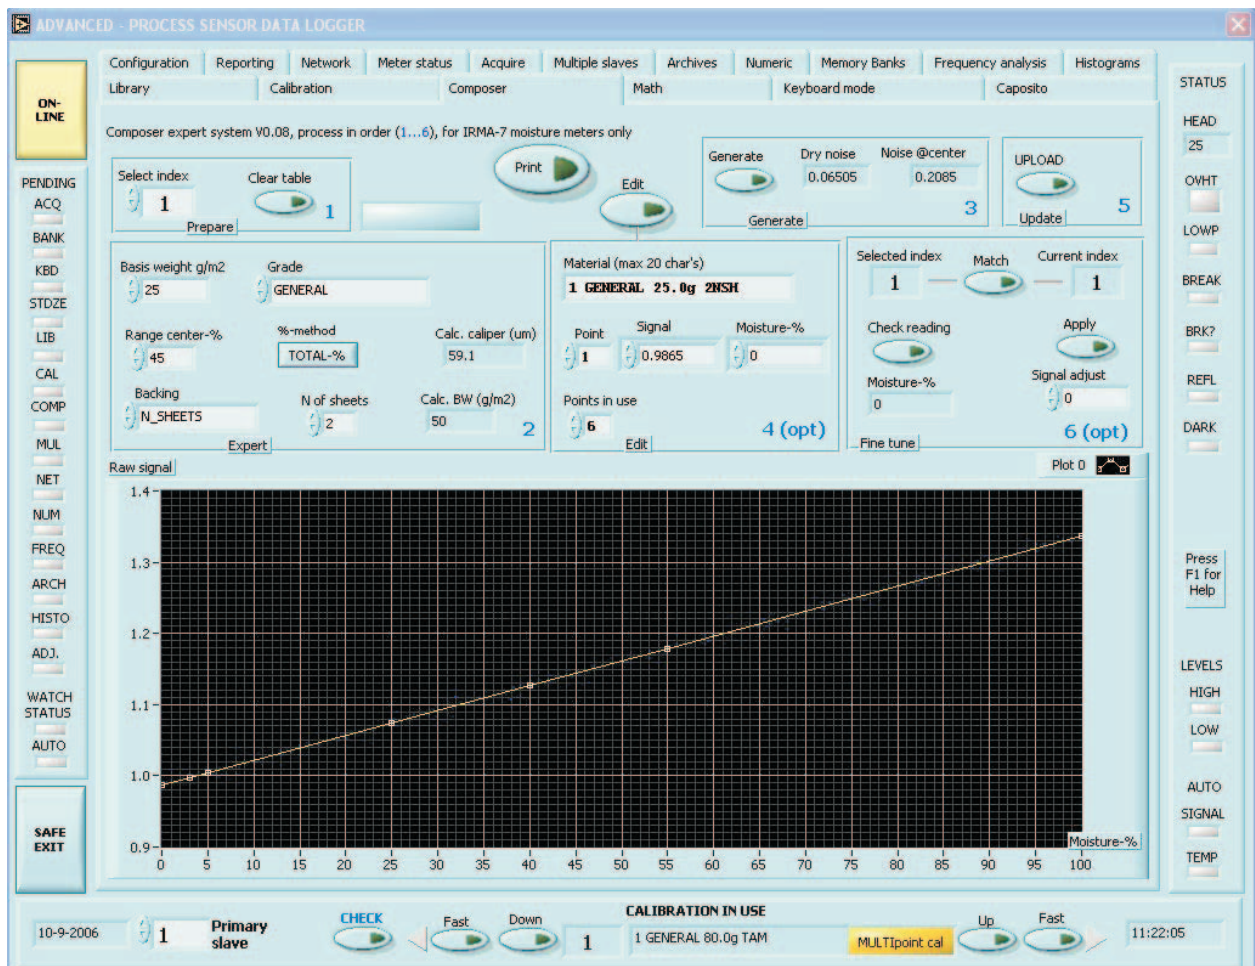 ADVANCED - PROCESS SENSOR DATA LOGGER
ON-
LINE
Configuration Reporting Network Meter status Acquire Multiple slaves Archives Numeric Memory Banks Frequency analysis Histograms
Library Calibration Composer Math Keyboard mode Caposito
Composer expert system V0.08, process in order (1...6), for IRMA-7 moisture meters only
Select index
1
Clear table
1
Prepare
Print
Edit
Generate
Dry noise
0.06505
Noise @center
0.2085
3
Generate
UPLOAD
5
Update
Basis weight g/m2
25
Grade
GENERAL
Range center-%
45
%-method
TOTAL-%
Calc. caliper (um)
59.1
Backing
N_SHEETS
N of sheets
2
Calc. BW (g/m2)
50
2
Expert
Material (max 20 char's)
1 GENERAL 25.0g 2NSH
Point
1
Signal
0.9865
Moisture-%
0
Points in use
6
4 (opt)
Edit
Selected index
1
Match
Current index
1
Check reading
Apply
Moisture-%
0
Signal adjust
0
6 (opt)
Fine tune
Raw signal
Plot 0
1.4
1.3
1.2
1.1
1.0
0.9
0 5 10 15 20 25 30 35 40 45 50 55 60 65 70 75 80 85 90 95 100
Moisture-%
PENDING
ACQ
BANK
KBD
STDZE
LIB
CAL
COMP
MUL
NET
NUM
FREQ
ARCH
HISTO
ADJ.
WATCH
STATUS
AUTO
SAFE
EXIT
STATUS
HEAD
25
OVHT
LOWP
BREAK
BRK?
REFL
DARK
Press
F1 for
Help
LEVELS
HIGH
LOW
AUTO
SIGNAL
TEMP
10-9-2006
1
Primary
slave
CHECK
Fast
Down
CALIBRATION IN USE
1
1 GENERAL 80.0g TAM
MULTIpoint cal
Up
Fast
11:22:05